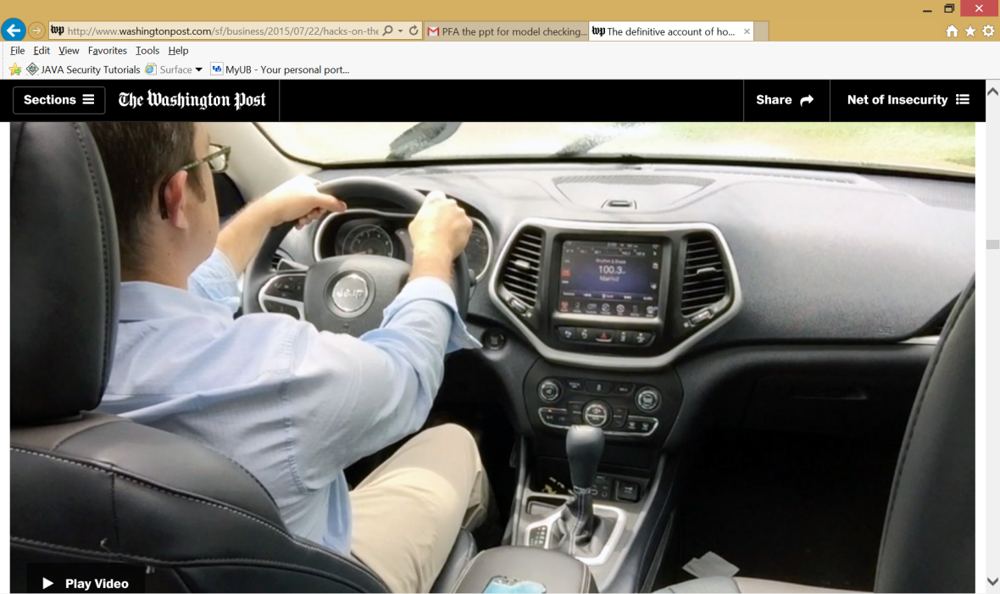 http://www.washingtonpost.com/sf/business/2015/07/22/hacks-on-the
PFA the ppt for model checking...
wp The definitive account of ho...
File Edit View Favorites Tools Help
JAVA Security Tutorials Surface MyUB - Your personal port...
Sections The Washington Post Share Net of Insecurity
100.3
Jeep
Play Video